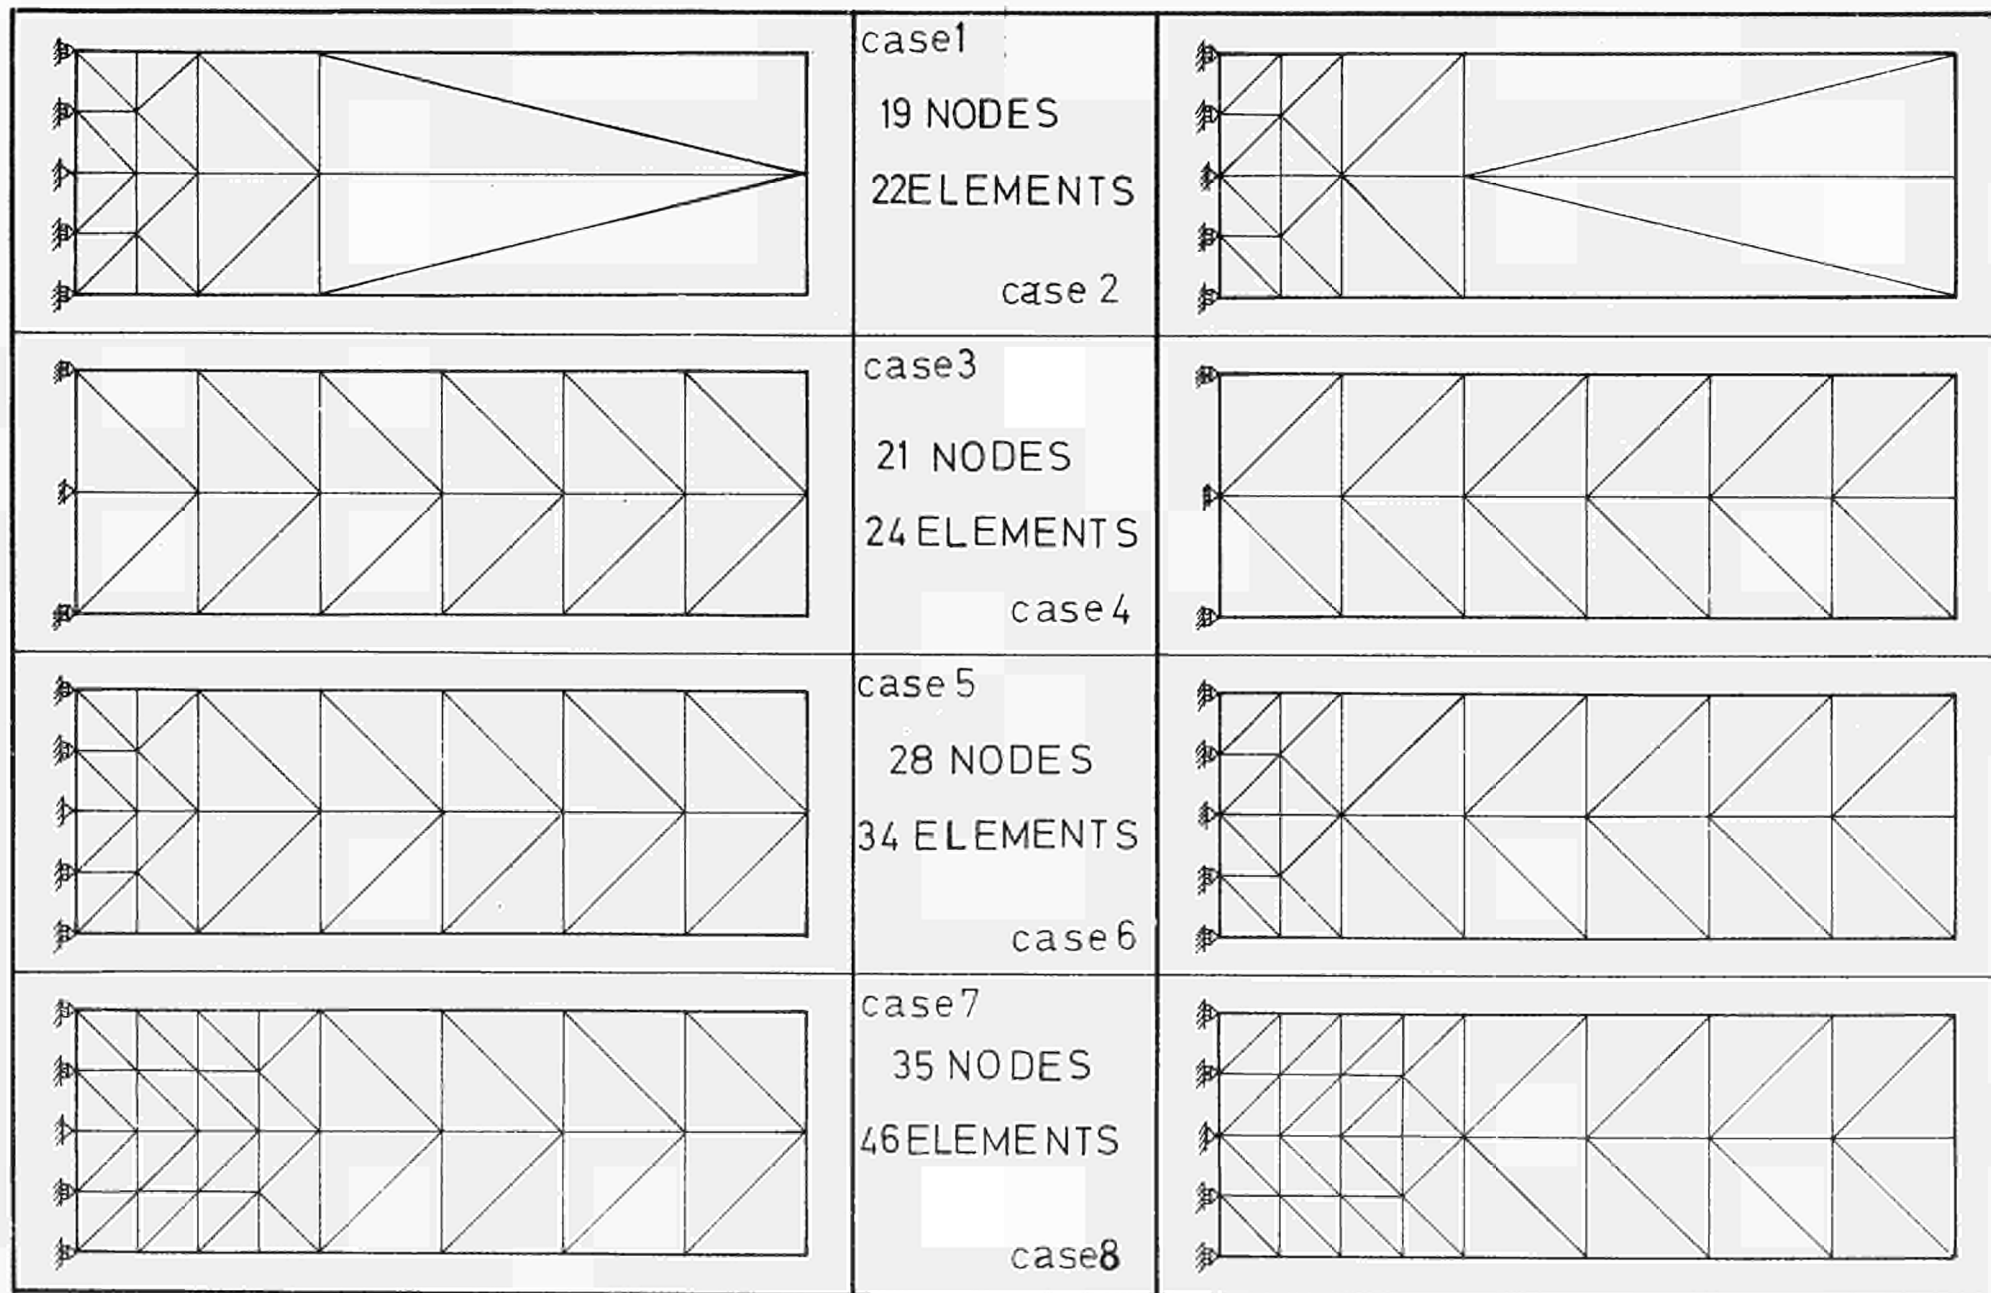 case1
19 NODES
22ELEMENTS
case 2
case3
21 NODES
24 ELEMENTS
case4
case 5
28 NODES
34 ELEMENTS
case6
case7
35 NODES
46ELEMENTS
case8